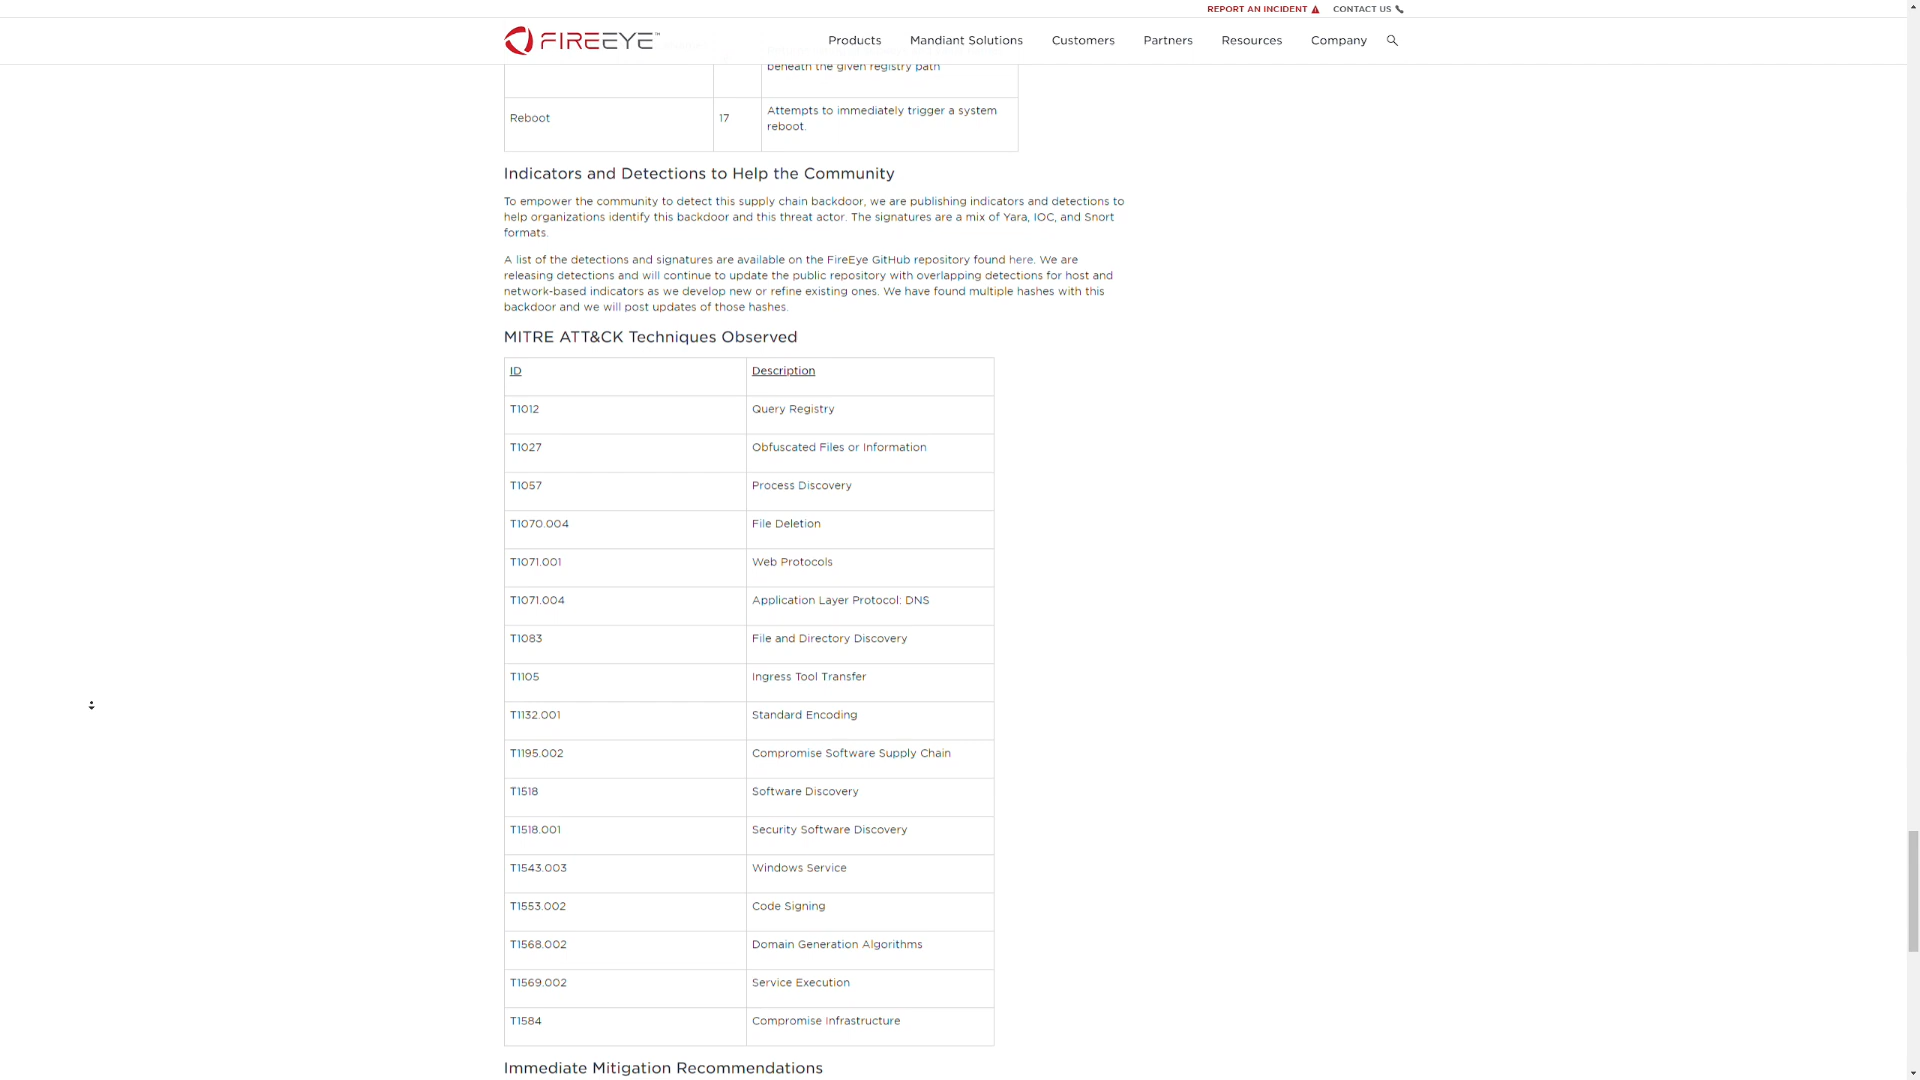 REPORT AN INCIDENT
CONTACT US
FIREEYE™
Products
Mandiant Solutions
Customers
Partners
Resources
Company
beneath the given registry path
Reboot
17
Attempts to immediately trigger a system
reboot.
Indicators and Detections to Help the Community
To empower the community to detect this supply chain backdoor, we are publishing indicators and detections to
help organizations identify this backdoor and this threat actor. The signatures are a mix of Yara, IOC, and Snort
formats.
A list of the detections and signatures are available on the FireEye GitHub repository found here. We are
releasing detections and will continue to update the public repository with overlapping detections for host and
network-based indicators as we develop new or refine existing ones. We have found multiple hashes with this
backdoor and we will post updates of those hashes.
MITRE ATT&CK Techniques Observed
ID
Description
T1012
Query Registry
T1027
Obfuscated Files or Information
T1057
Process Discovery
T1070.004
File Deletion
T1071.001
Web Protocols
T1071.004
Application Layer Protocol: DNS
T1083
File and Directory Discovery
T1105
Ingress Tool Transfer
T1132.001
Standard Encoding
T1195.002
Compromise Software Supply Chain
T1518
Software Discovery
T1518.001
Security Software Discovery
T1543.003
Windows Service
T1553.002
Code Signing
T1568.002
Domain Generation Algorithms
T1569.002
Service Execution
T1584
Compromise Infrastructure
Immediate Mitigation Recommendations